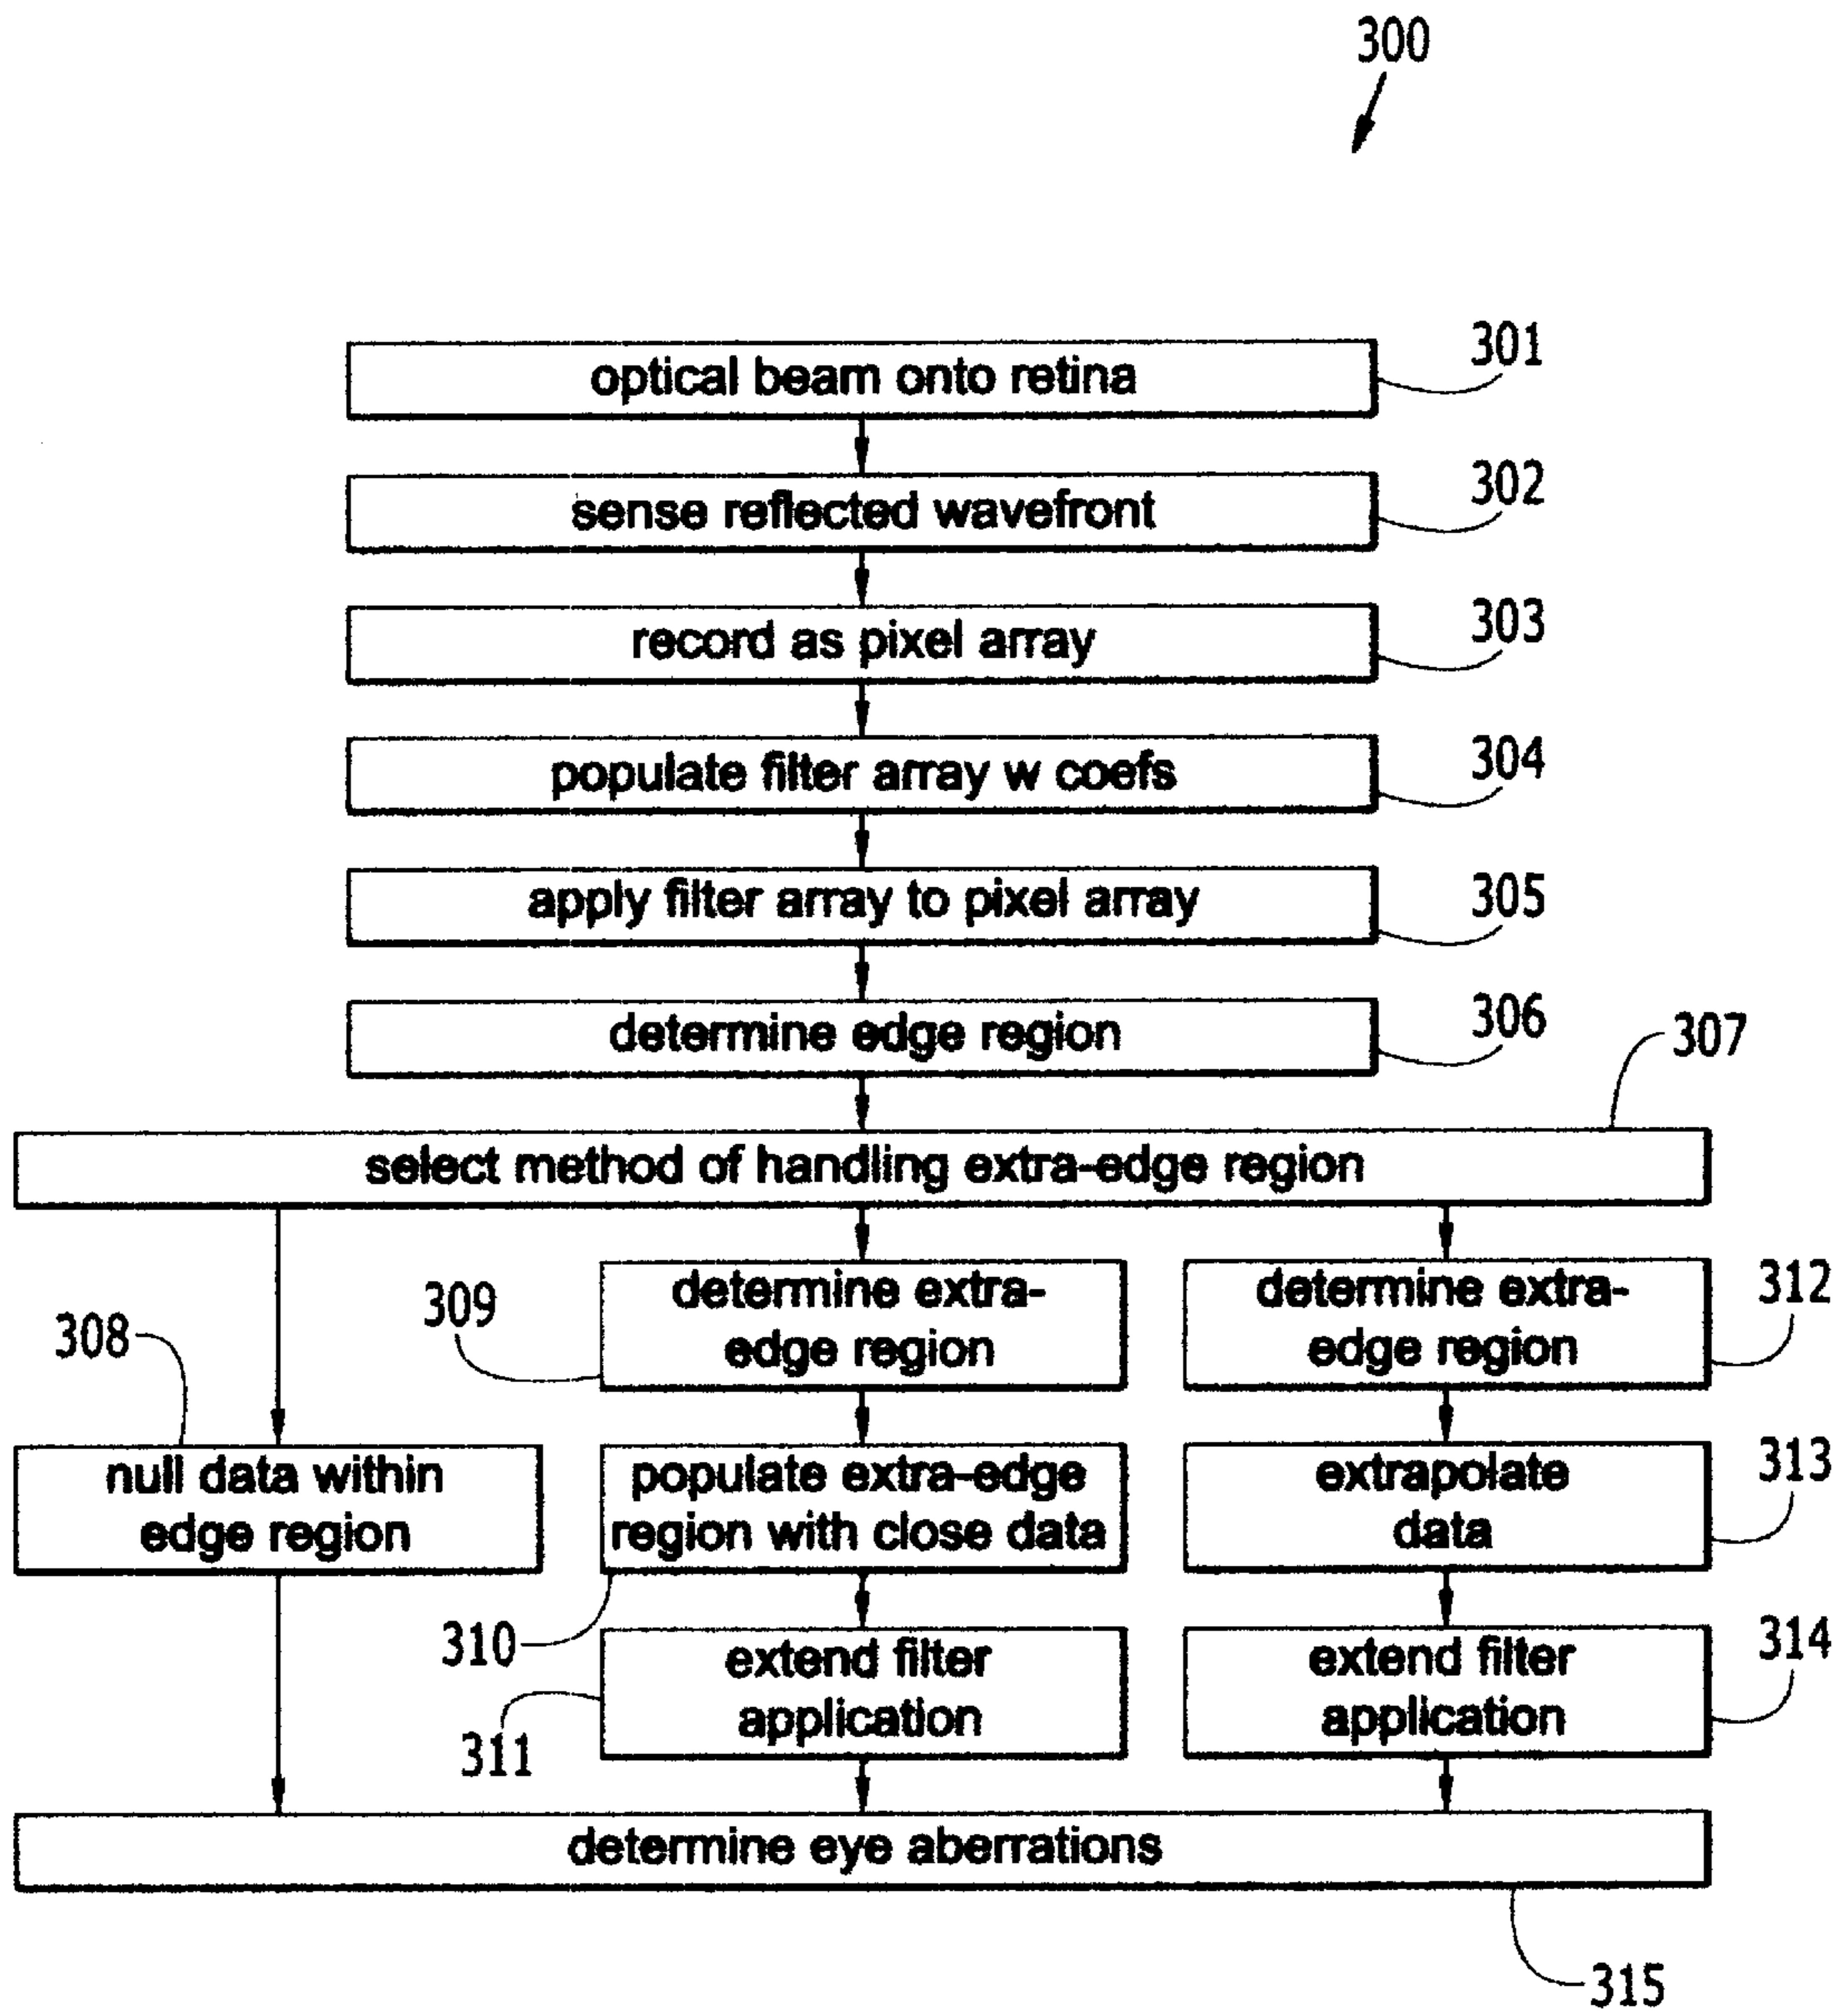 300
optical beam onto retina
301
sense reflected wavefront
302
record as pixel array
303
populate filter array w coefs
304
apply filter array to pixel array
305
determine edge region
306
307
select method of handling extra-edge region
308
null data within
edge region
309
determine extra-
edge region
310
populate extra-edge
region with close data
311
extend filter
application
312
determine extra-
edge region
313
extrapolate
data
314
extend filter
application
determine eye aberrations
315